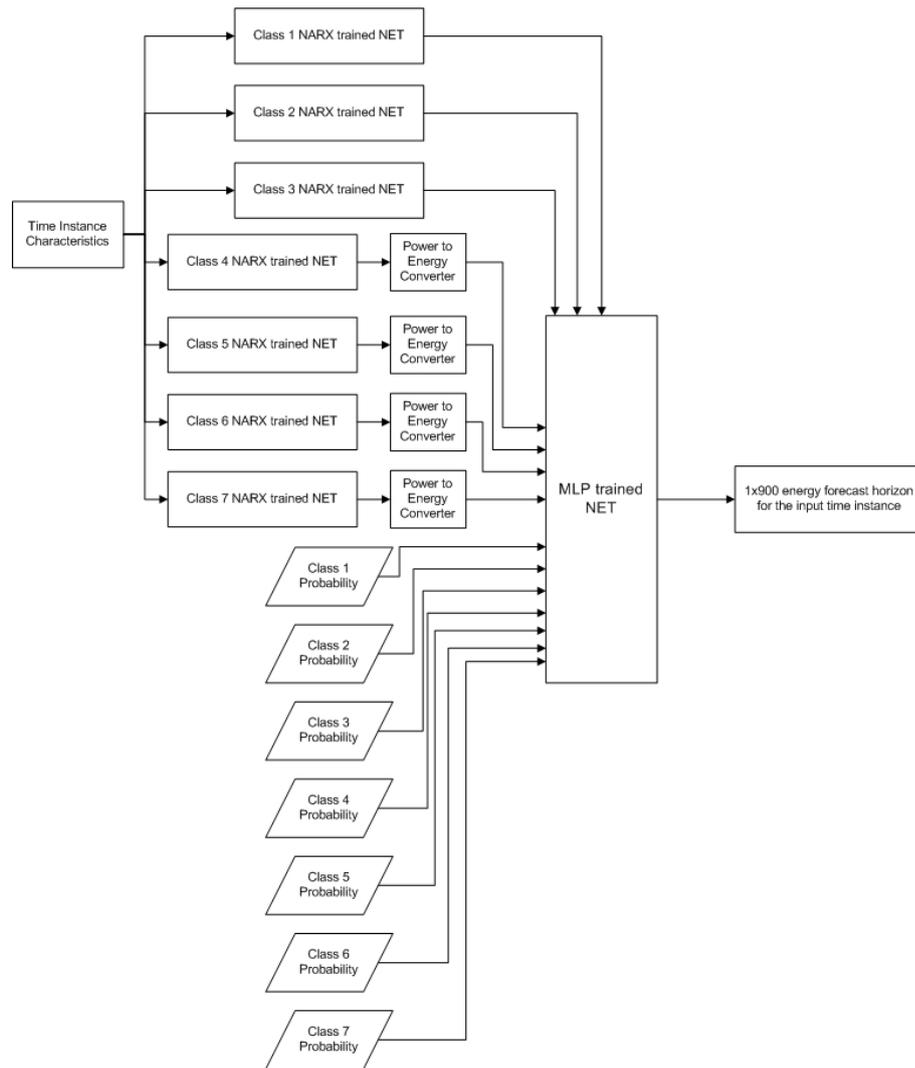 Class 1 NARX trained NET
Class 2 NARX trained NET
Class 3 NARX trained NET
Time Instance
Characteristics
Class 4 NARX trained NET
Power to
Energy
Converter
Class 5 NARX trained NET
Power to
Energy
Converter
Class 6 NARX trained NET
Power to
Energy
Converter
Class 7 NARX trained NET
Power to
Energy
Converter
MLP trained
NET
1x900 energy forecast horizon
for the input time instance
Class 1
Probability
Class 2
Probability
Class 3
Probability
Class 4
Probability
Class 5
Probability
Class 6
Probability
Class 7
Probability